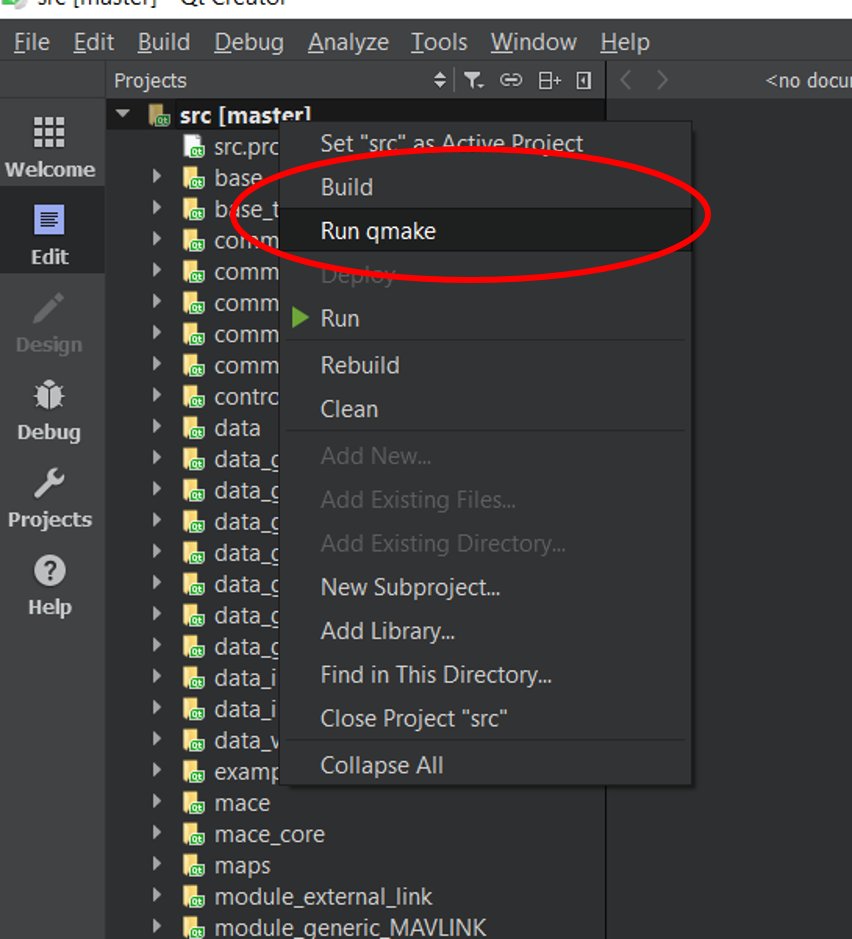 src [master] - Qt Creator
File Edit Build Debug Analyze Tools Window Help
Projects
<no docu
Welcome
Edit
Design
Debug
Projects
Help
src [master]
src.pro
base
base_t
comm
comm
comm
comm
comm
contro
data
data_g
data_g
data_g
data_g
data_g
data_g
data_g
data_i
data_i
data_v
examp
mace
mace_core
maps
module_external_link
module_generic_MAVLINK
Set "src" as Active Project
Build
Run qmake
Deploy
Run
Rebuild
Clean
Add New...
Add Existing Files...
Add Existing Directory...
New Subproject...
Add Library...
Find in This Directory...
Close Project "src"
Collapse All